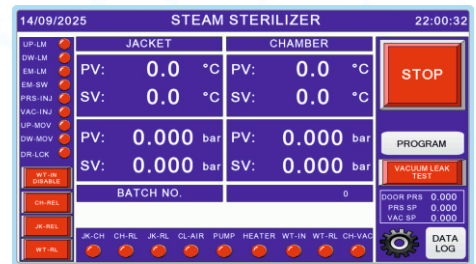 14/09/2025 STEAM STERILIZER 22:00:32
UP-LM
DW-LM
EM-LM
EM-SW
PRS-INJ
VAC-INJ
UP-MOV
DW-MOV
DR-LCK
WT-IN
DISABLE
CH-REL
JK-REL
WT-RL
JACKET CHAMBER
PV: 0.0 °C PV: 0.0 °C
SV: 0.0 °C SV: 0.0 °C
PV: 0.000 bar PV: 0.000 bar
SV: 0.000 bar SV: 0.000 bar
BATCH NO. 0
JK-CH CH-RL JK-RL CL-AIR PUMP HEATER WT-IN WT-RL CH-VAC
STOP
PROGRAM
VACUUM LEAK
TEST
DOOR PRS 0.000
PRS SP 0.000
VAC SP 0.000
DATA
LOG